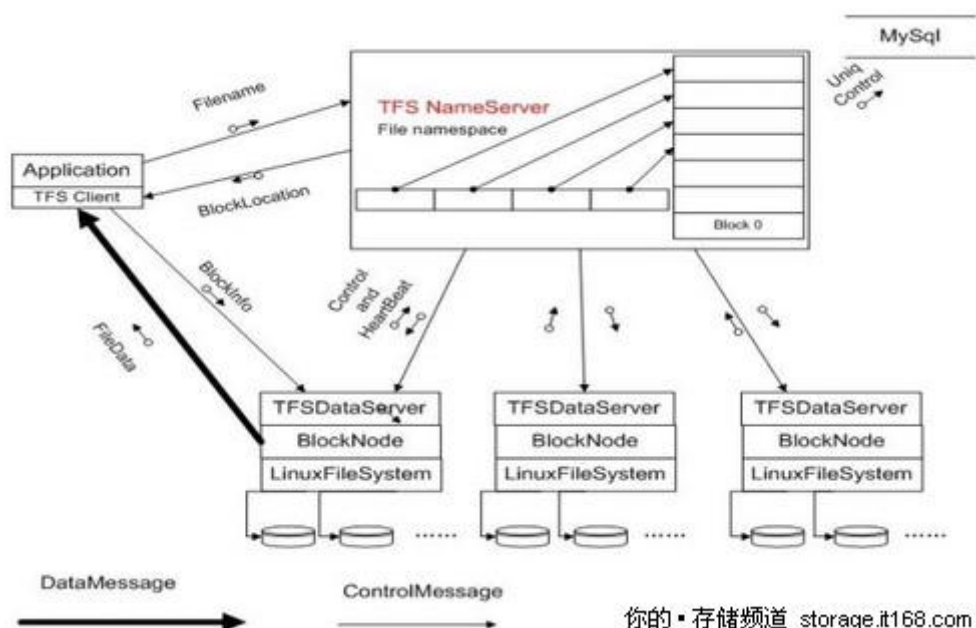 MySql
Uniq
Control
Filename
TFS NameServer
File namespace
Application
TFS Client
BlockLocation
Block 0
BlockInfo
Control
and
HeartBeat
FileData
TFSDataServer
BlockNode
LinuxFileSystem
......
TFSDataServer
BlockNode
LinuxFileSystem
......
TFSDataServer
BlockNode
LinuxFileSystem
......
DataMessage
ControlMessage
你的▪存储频道 storage.it168.com